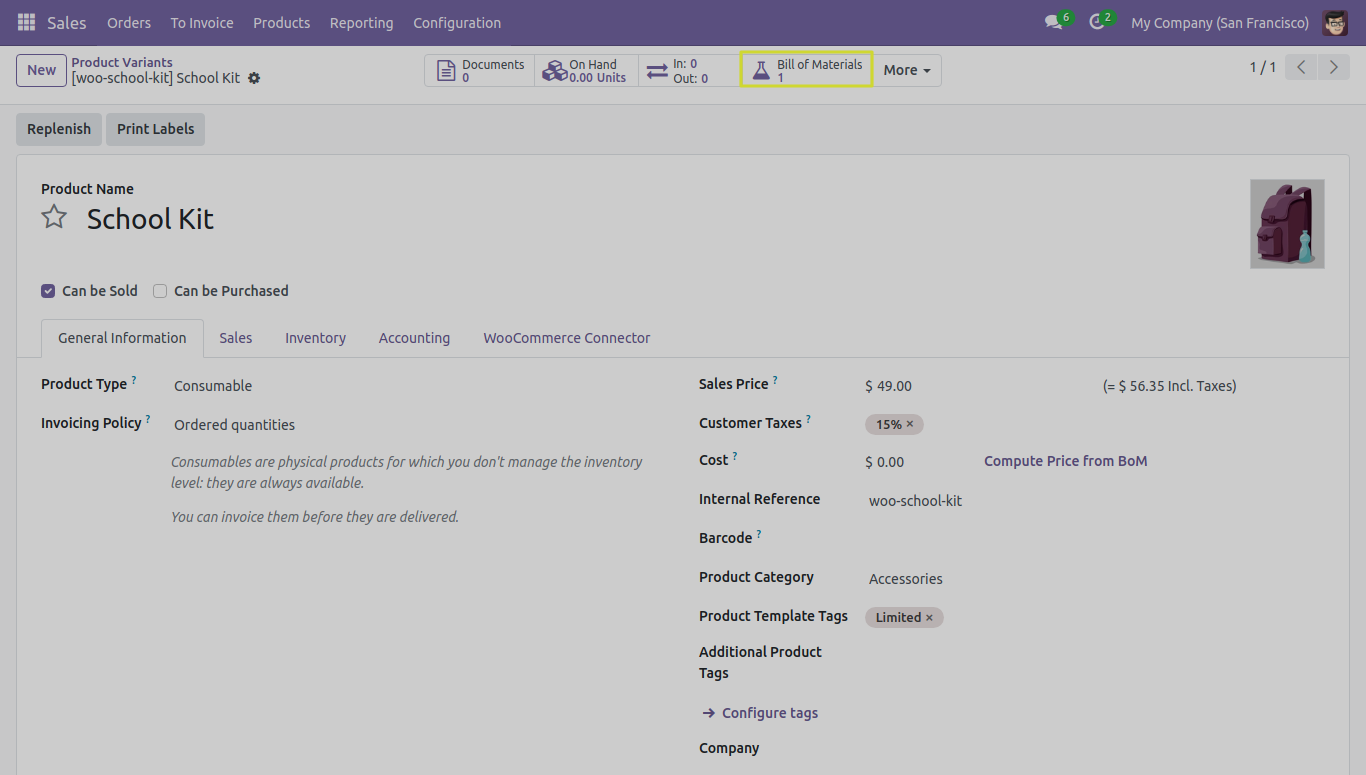 Sales Orders To Invoice Products Reporting Configuration 6 2 My Company (San Francisco)
New Product Variants
[woo-school-kit] School Kit
Documents
0
On Hand
0.00 Units
In: 0
Out: 0
Bill of Materials
1
More
1 / 1
Replenish Print Labels
Product Name
School Kit
Can be Sold Can be Purchased
General Information Sales Inventory Accounting WooCommerce Connector
Product Type ? Consumable
Invoicing Policy ? Ordered quantities
Consumables are physical products for which you don't manage the inventory
level: they are always available.
You can invoice them before they are delivered.
Sales Price ? $ 49.00 (= $ 56.35 Incl. Taxes)
Customer Taxes ? 15% ×
Cost ? $ 0.00 Compute Price from BoM
Internal Reference woo-school-kit
Barcode ?
Product Category Accessories
Product Template Tags Limited ×
Additional Product
Tags
→ Configure tags
Company